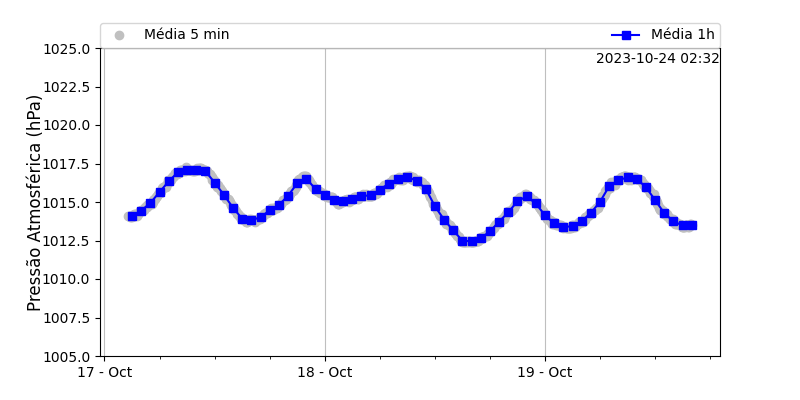 Média 5 min
Média 1h
2023-10-24 02:32
Pressão Atmosférica (hPa)
1025.0
1022.5
1020.0
1017.5
1015.0
1012.5
1010.0
1007.5
1005.0
17 - Oct
18 - Oct
19 - Oct